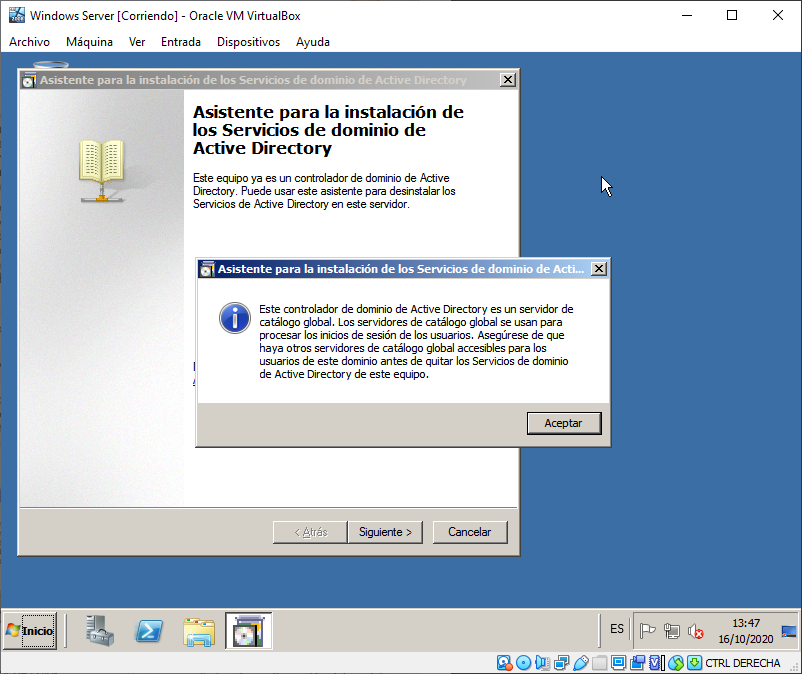 Windows Server [Corriendo] - Oracle VM VirtualBox
Archivo Máquina Ver Entrada Dispositivos Ayuda
Asistente para la instalación de los Servicios de dominio de Active Directory
Asistente para la instalación de
los Servicios de dominio de
Active Directory
Este equipo ya es un controlador de dominio de Active
Directory. Puede usar este asistente para desinstalar los
Servicios de Active Directory en este servidor.
Asistente para la instalación de los Servicios de dominio de Acti...
Este controlador de dominio de Active Directory es un servidor de
catálogo global. Los servidores de catálogo global se usan para
procesar los inicios de sesión de los usuarios. Asegúrese de que
haya otros servidores de catálogo global accesibles para los
usuarios de este dominio antes de quitar los Servicios de dominio
de Active Directory de este equipo.
Aceptar
< Atrás Siguiente > Cancelar
Inicio
ES
13:47
16/10/2020
CTRL DERECHA